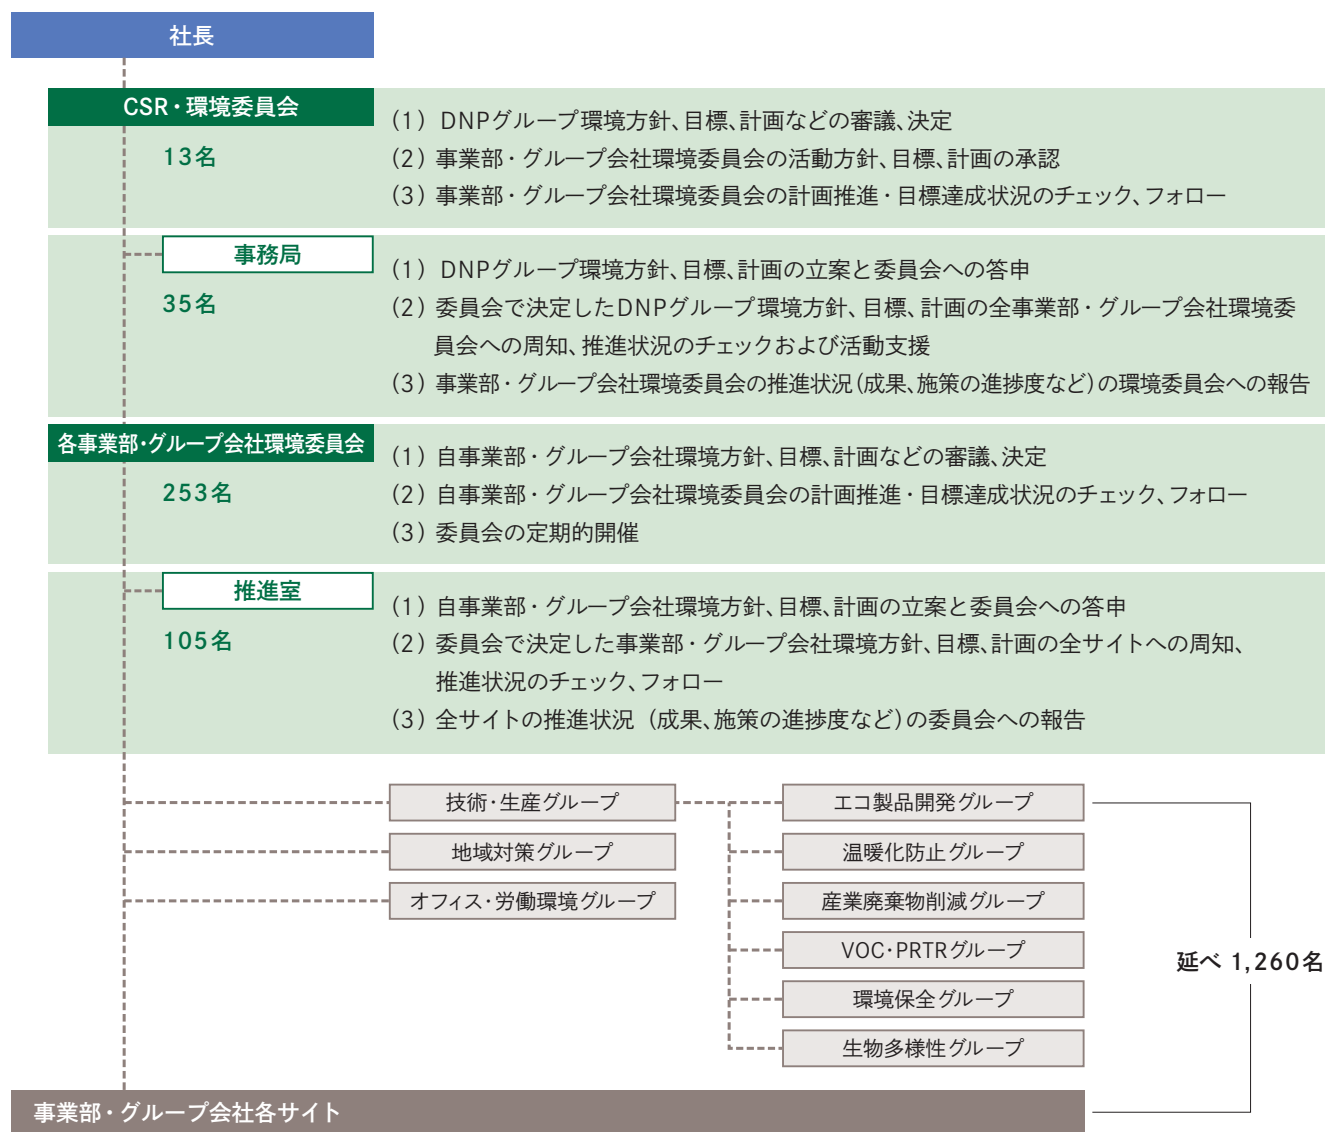 社長
CSR・環境委員会
13名
(1) DNPグループ環境方針、目標、計画などの審議、決定
(2) 事業部・グループ会社環境委員会の活動方針、目標、計画の承認
(3) 事業部・グループ会社環境委員会の計画推進・目標達成状況のチェック、フォロー
事務局
35名
(1) DNPグループ環境方針、目標、計画の立案と委員会への答申
(2) 委員会で決定したDNPグループ環境方針、目標、計画の全事業部・グループ会社環境委
員会への周知、推進状況のチェックおよび活動支援
(3) 事業部・グループ会社環境委員会の推進状況(成果、施策の進捗度など)の環境委員会への報告
各事業部・グループ会社環境委員会
253名
(1) 自事業部・グループ会社環境方針、目標、計画などの審議、決定
(2) 自事業部・グループ会社環境委員会の計画推進・目標達成状況のチェック、フォロー
(3) 委員会の定期的開催
推進室
105名
(1) 自事業部・グループ会社環境方針、目標、計画の立案と委員会への答申
(2) 委員会で決定した事業部・グループ会社環境方針、目標、計画の全サイトへの周知、
推進状況のチェック、フォロー
(3) 全サイトの推進状況 (成果、施策の進捗度など)の委員会への報告
技術・生産グループ
地域対策グループ
オフィス・労働環境グループ
エコ製品開発グループ
温暖化防止グループ
産業廃棄物削減グループ
VOC・PRTRグループ
環境保全グループ
生物多様性グループ
延べ 1,260名
事業部・グループ会社各サイト